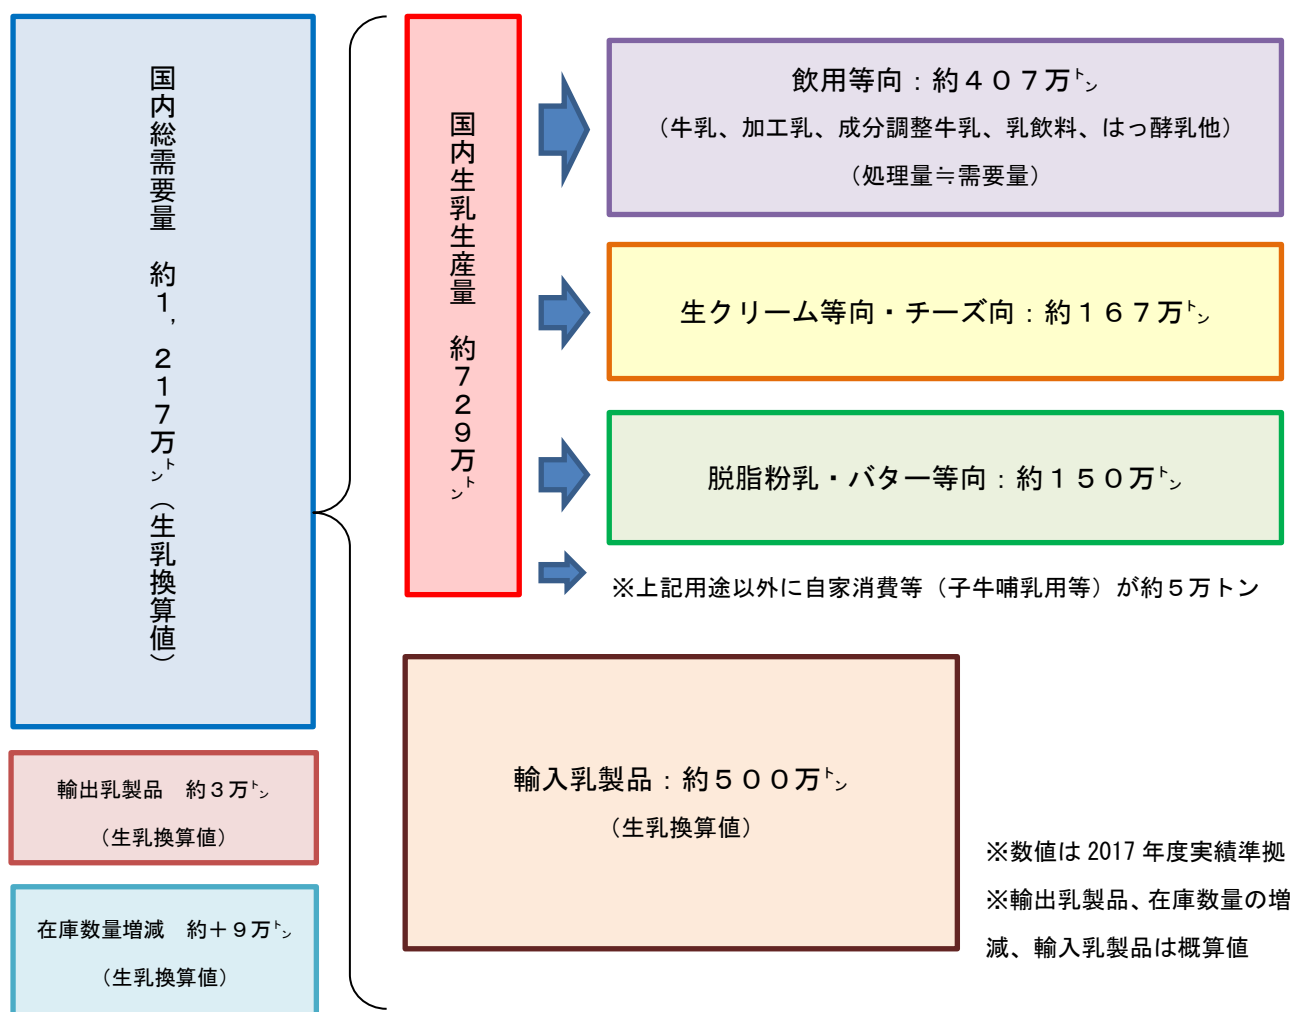 国内総需要量　約１，２１７万㌧（生乳換算値）
輸出乳製品　約３万㌧
（生乳換算値）
在庫数量増減　約＋９万㌧
（生乳換算値）
国内生乳生産量　約７２９万㌧
飲用等向：約４０７万㌧
（牛乳、加工乳、成分調整牛乳、乳飲料、はっ酵乳他）
（処理量≒需要量）
生クリーム等向・チーズ向：約１６７万㌧
脱脂粉乳・バター等向：約１５０万㌧
※上記用途以外に自家消費等（子牛哺乳用等）が約５万トン
輸入乳製品：約５００万㌧
（生乳換算値）
※数値は 2017 年度実績準拠
※輸出乳製品、在庫数量の増
減、輸入乳製品は概算値